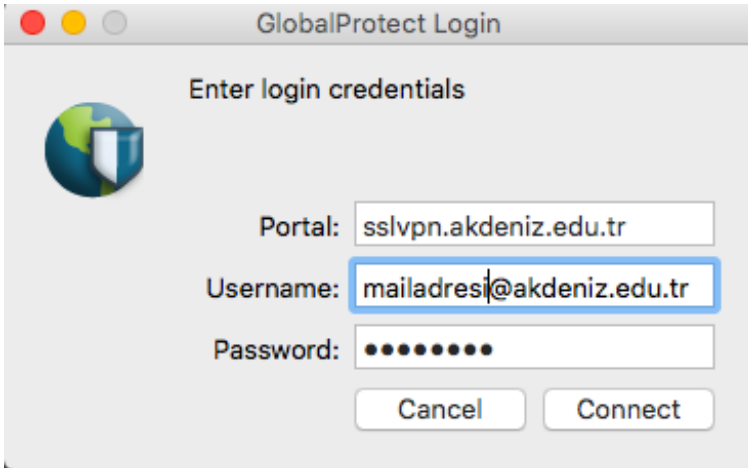 GlobalProtect Login
Enter login credentials
Portal: sslvpn.akdeniz.edu.tr
Username: mailadresi@akdeniz.edu.tr
Password: ●●●●●●●●
Cancel Connect